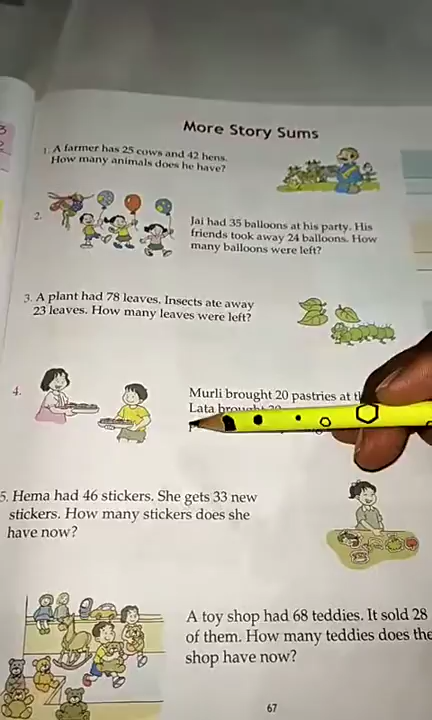 More Story Sums
1. A farmer has 25 cows and 42 hens.
How many animals does he have?
2.
Jai had 35 balloons at his party. His
friends took away 24 balloons. How
many balloons were left?
3. A plant had 78 leaves. Insects ate away
23 leaves. How many leaves were left?
4.
Murli brought 20 pastries at
Lata brought
5. Hema had 46 stickers. She gets 33 new
stickers. How many stickers does she
have now?
A toy shop had 68 teddies. It sold 28
of them. How many teddies does the
shop have now?
67